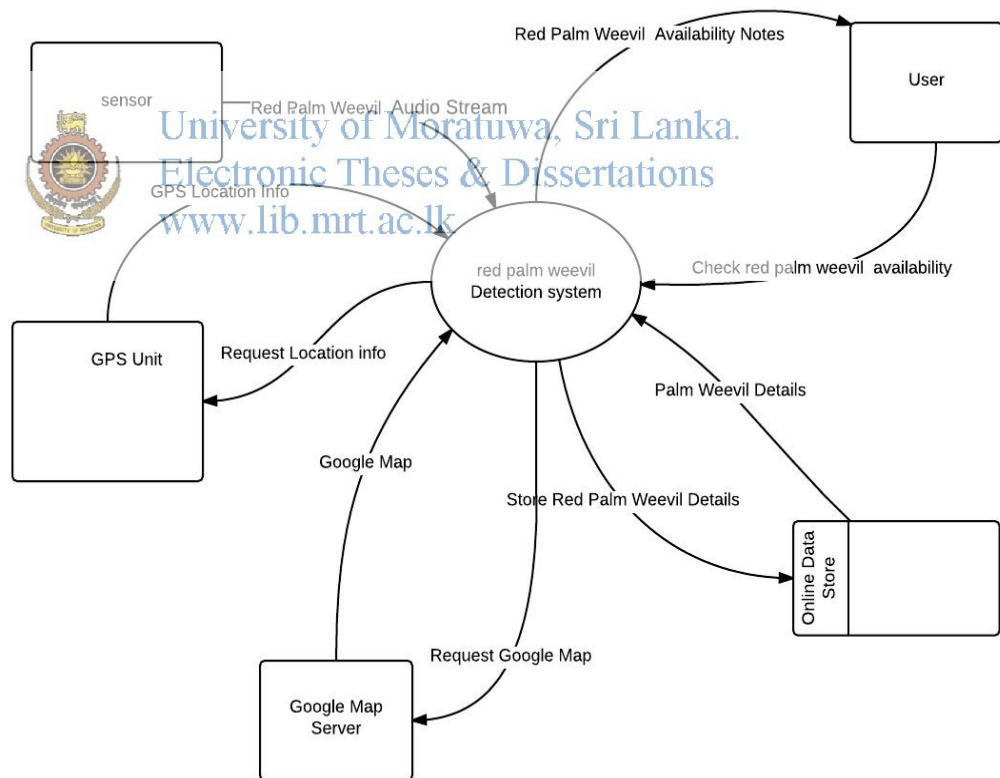 Red Palm Weevil  Availability Notes
User
sensor
Red Palm Weevil  Audio Stream
University of Moratuwa, Sri Lanka.
Electronic Theses & Dissertations
www.lib.mrt.ac.lk
GPS Location Info
red palm weevil
Detection system
Check red palm weevil  availability
GPS Unit
Request Location info
Palm Weevil Details
Google Map
Store Red Palm Weevil Details
Online Data
Store
Request Google Map
Google Map
Server